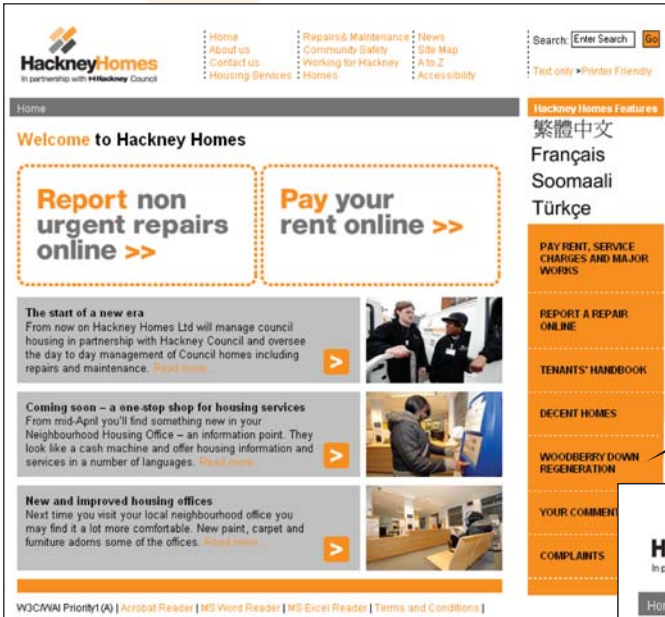 HackneyHomes
In partnership with Hackney Council
Home
About us
Contact us
Housing Services
Repairs & Maintenance
Community Safety
Working for Hackney
Homes
News
Site Map
A to Z
Accessibility
Search: Enter Search Go
Text only >Printer Friendly
Home
Welcome to Hackney Homes
Report non
urgent repairs
online >>
Pay your
rent online >>
The start of a new era
From now on Hackney Homes Ltd will manage council
housing in partnership with Hackney Council and oversee
the day to day management of Council homes including
repairs and maintenance. Read more...
>
Coming soon – a one-stop shop for housing services
From mid-April you'll find something new in your
Neighbourhood Housing Office – an information point. They
look like a cash machine and offer housing information and
services in a number of languages. Read more...
>
New and improved housing offices
Next time you visit your local neighbourhood office you
may find it a lot more comfortable. New paint, carpet and
furniture adorns some of the offices. Read more...
>
W3C/WAI Priority1 (A) | Acrobat Reader | MS Word Reader | MS Excel Reader | Terms and Conditions |
Hackney Homes Features
繁體中文
Français
Soomaali
Türkçe
PAY RENT, SERVICE
CHARGES AND MAJOR
WORKS
REPORT A REPAIR
ONLINE
TENANTS' HANDBOOK
DECENT HOMES
WOODBERRY DOWN
REGENERATION
YOUR COMMENT
COMPLAINTS
H
In p
Hom